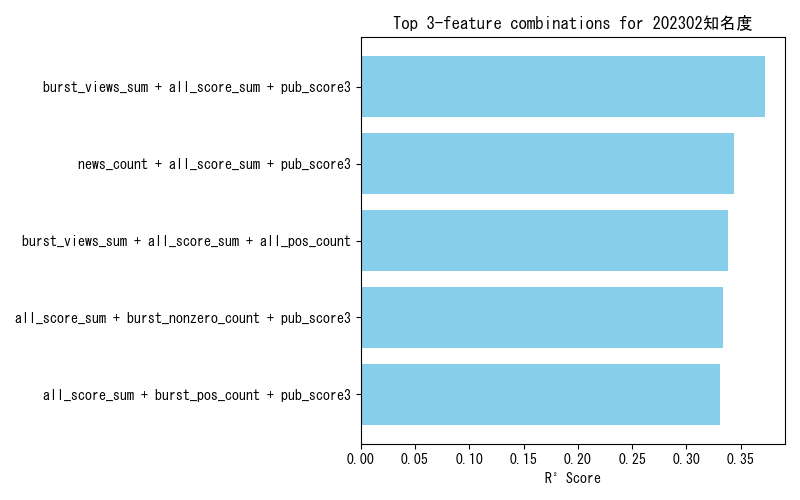 Top 3-feature combinations for 202302知名度
burst_views_sum + all_score_sum + pub_score3
news_count + all_score_sum + pub_score3
burst_views_sum + all_score_sum + all_pos_count
all_score_sum + burst_nonzero_count + pub_score3
all_score_sum + burst_pos_count + pub_score3
0.00 0.05 0.10 0.15 0.20 0.25 0.30 0.35
R² Score